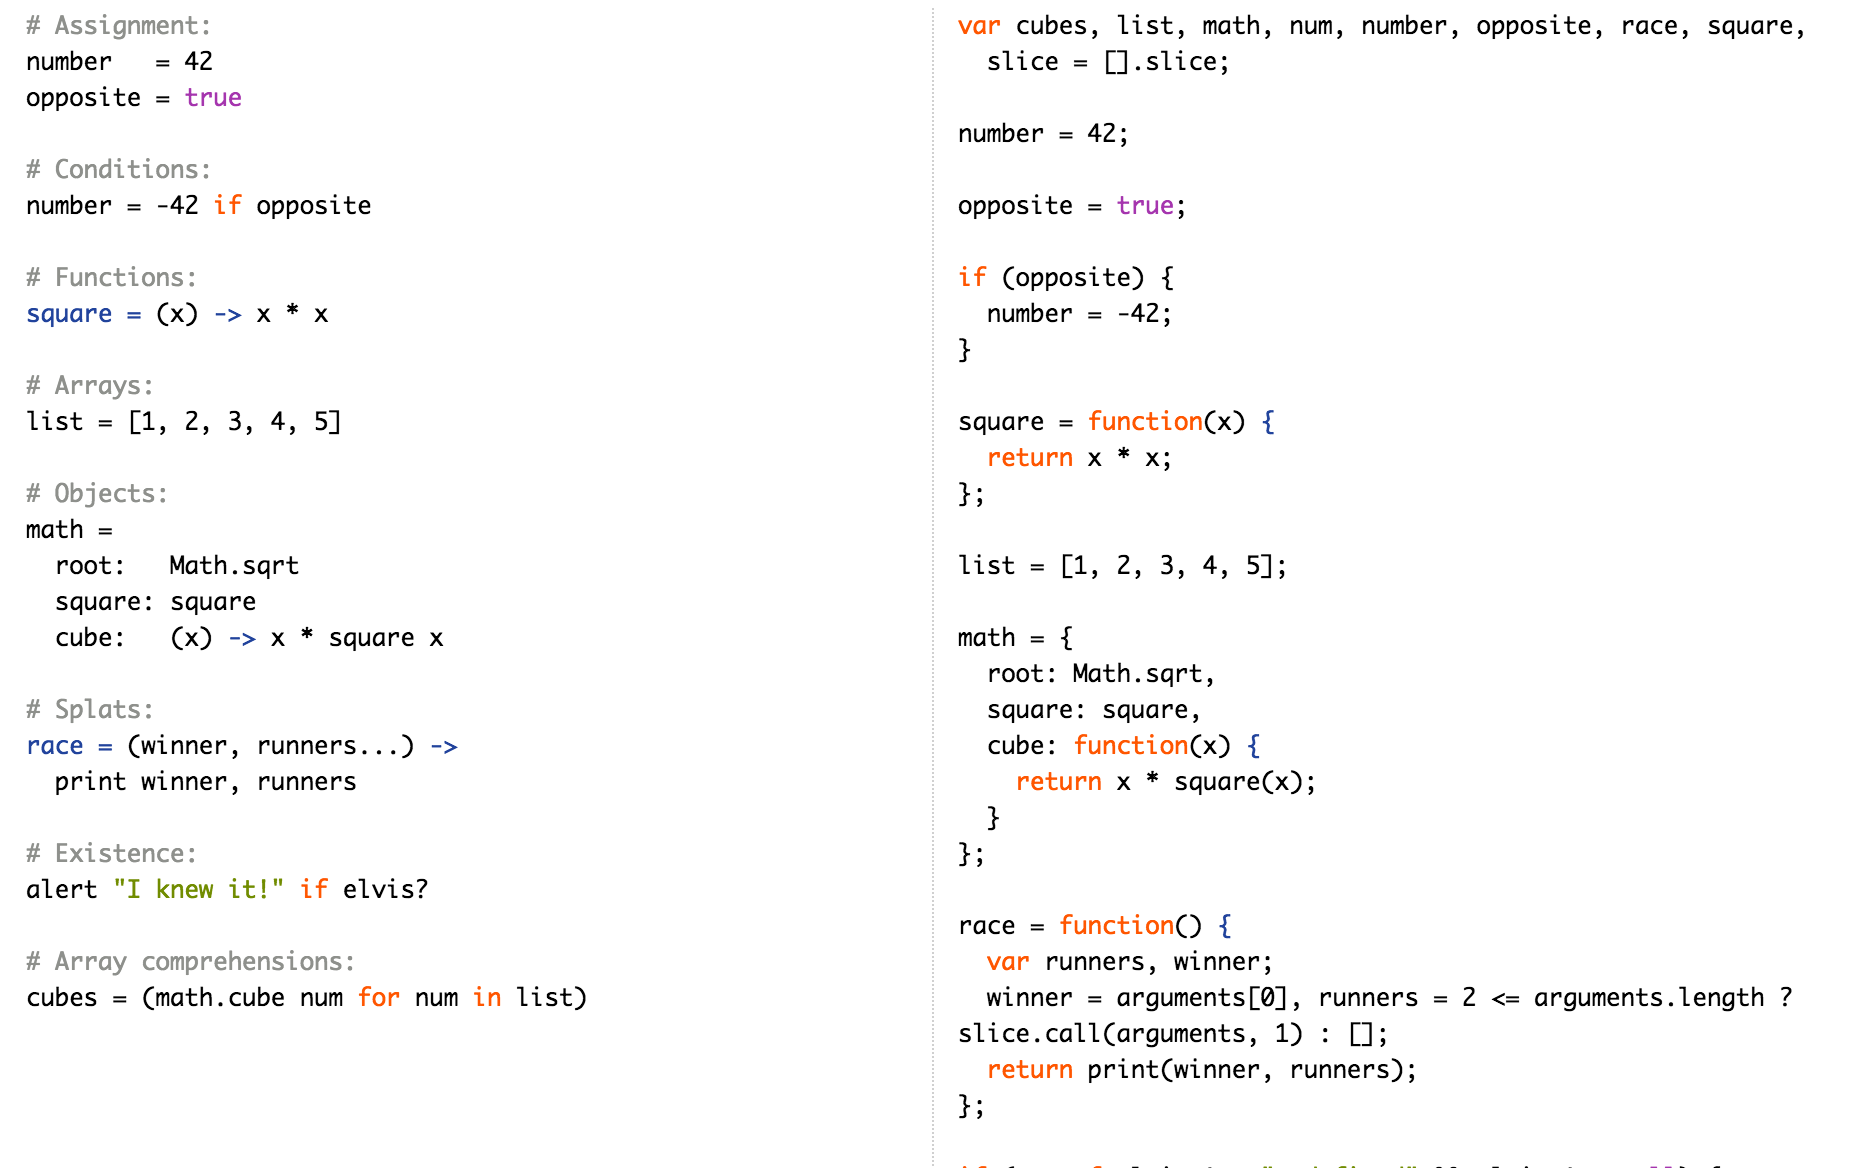 # Assignment:
number   = 42
opposite = true

# Conditions:
number = -42 if opposite

# Functions:
square = (x) -> x * x

# Arrays:
list = [1, 2, 3, 4, 5]

# Objects:
math =
  root:   Math.sqrt
  square: square
  cube:   (x) -> x * square x

# Splats:
race = (winner, runners...) ->
  print winner, runners

# Existence:
alert "I knew it!" if elvis?

# Array comprehensions:
cubes = (math.cube num for num in list)

var cubes, list, math, num, number, opposite, race, square,
  slice = [].slice;

number = 42;

opposite = true;

if (opposite) {
  number = -42;
}

square = function(x) {
  return x * x;
};

list = [1, 2, 3, 4, 5];

math = {
  root: Math.sqrt,
  square: square,
  cube: function(x) {
    return x * square(x);
  }
};

race = function() {
  var runners, winner;
  winner = arguments[0], runners = 2 <= arguments.length ?
slice.call(arguments, 1) : [];
  return print(winner, runners);
};